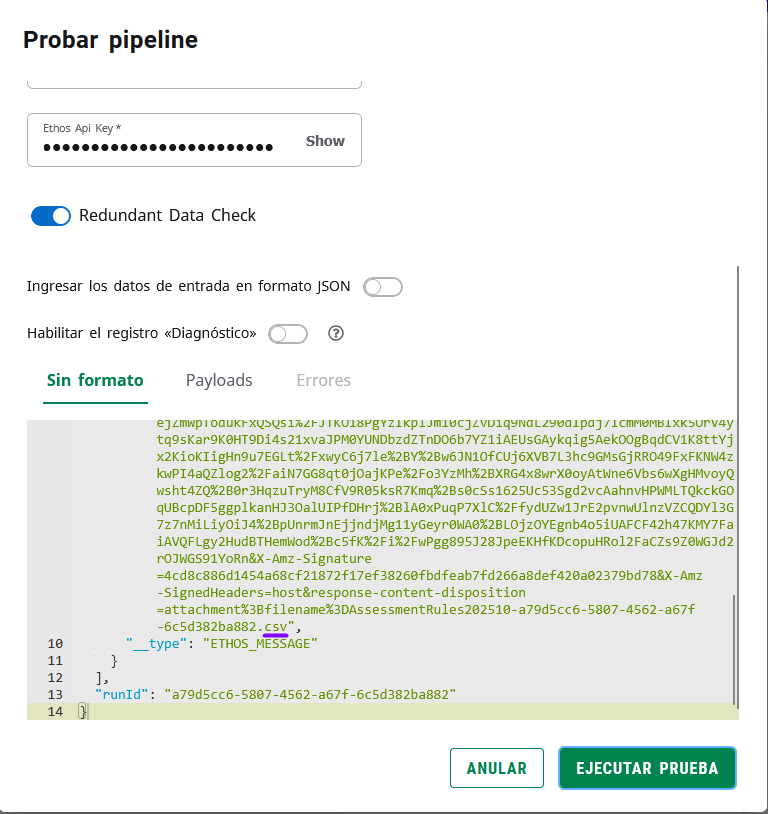 Probar pipeline
Ethos Api Key *
Show
Redundant Data Check
Ingresar los datos de entrada en formato JSON
Habilitar el registro «Diagnóstico»
Sin formato Payloads Errores
tq9sKar9K0HT9Di4s21xvaJPM0YUNDbzdZTnDO6b7YZ1iAEUsGAykqig5AekOOgBqdCV1K8ttYj
x2KioKIigHn9u7EGLt%2FxwyC6j7le%2BY%2Bw6JN1OfCUj6XVB7L3hc9GMsGjRRO49FxFKNW4z
kwPI4aQZlog2%2FaiN7GG8qt0jOajKPe%2Fo3YzMh%2BXRG4x8wrX0oyAtWne6Vbs6wXgHMvoyQ
wsht4ZQ%2B0r3HqzuTryM8CfV9R05ksR7Kmq%2Bs0cSs1625Uc53Sgd2vcAahnvHPWMLTQkckGO
qUBcpDF5ggplkanHJ3OalUIPfDHrj%2BlA0xPuqP7XlC%2FfydUZw1JrE2pvnwUlnzVZCQDYl3G
7z7nMiLiyOiJ4%2BpUnrmJnEjjndjMg11yGeyr0WA0%2BLOjzOYEgnb4o5iUAFCF42h47KMY7Fa
iAVQFLgy2HudBTHemWod%2Bc5fK%2Fi%2FwPgg895J28JpeEKHfKDcopuHRol2FaCZs9Z0WGJd2
rOJWGS91YoRn&X-Amz-Signature
=4cd8c886d1454a68cf21872f17ef38260fbdfeab7fd266a8def420a02379bd78&X-Amz
-SignedHeaders=host&response-content-disposition
=attachment%3Bfilename%3DAssessmentRules202510-a79d5cc6-5807-4562-a67f
-6c5d382ba882.csv",
10 "__type": "ETHOS_MESSAGE"
11 }
12 ],
13 "runId": "a79d5cc6-5807-4562-a67f-6c5d382ba882"
14 }
ANULAR EJECUTAR PRUEBA